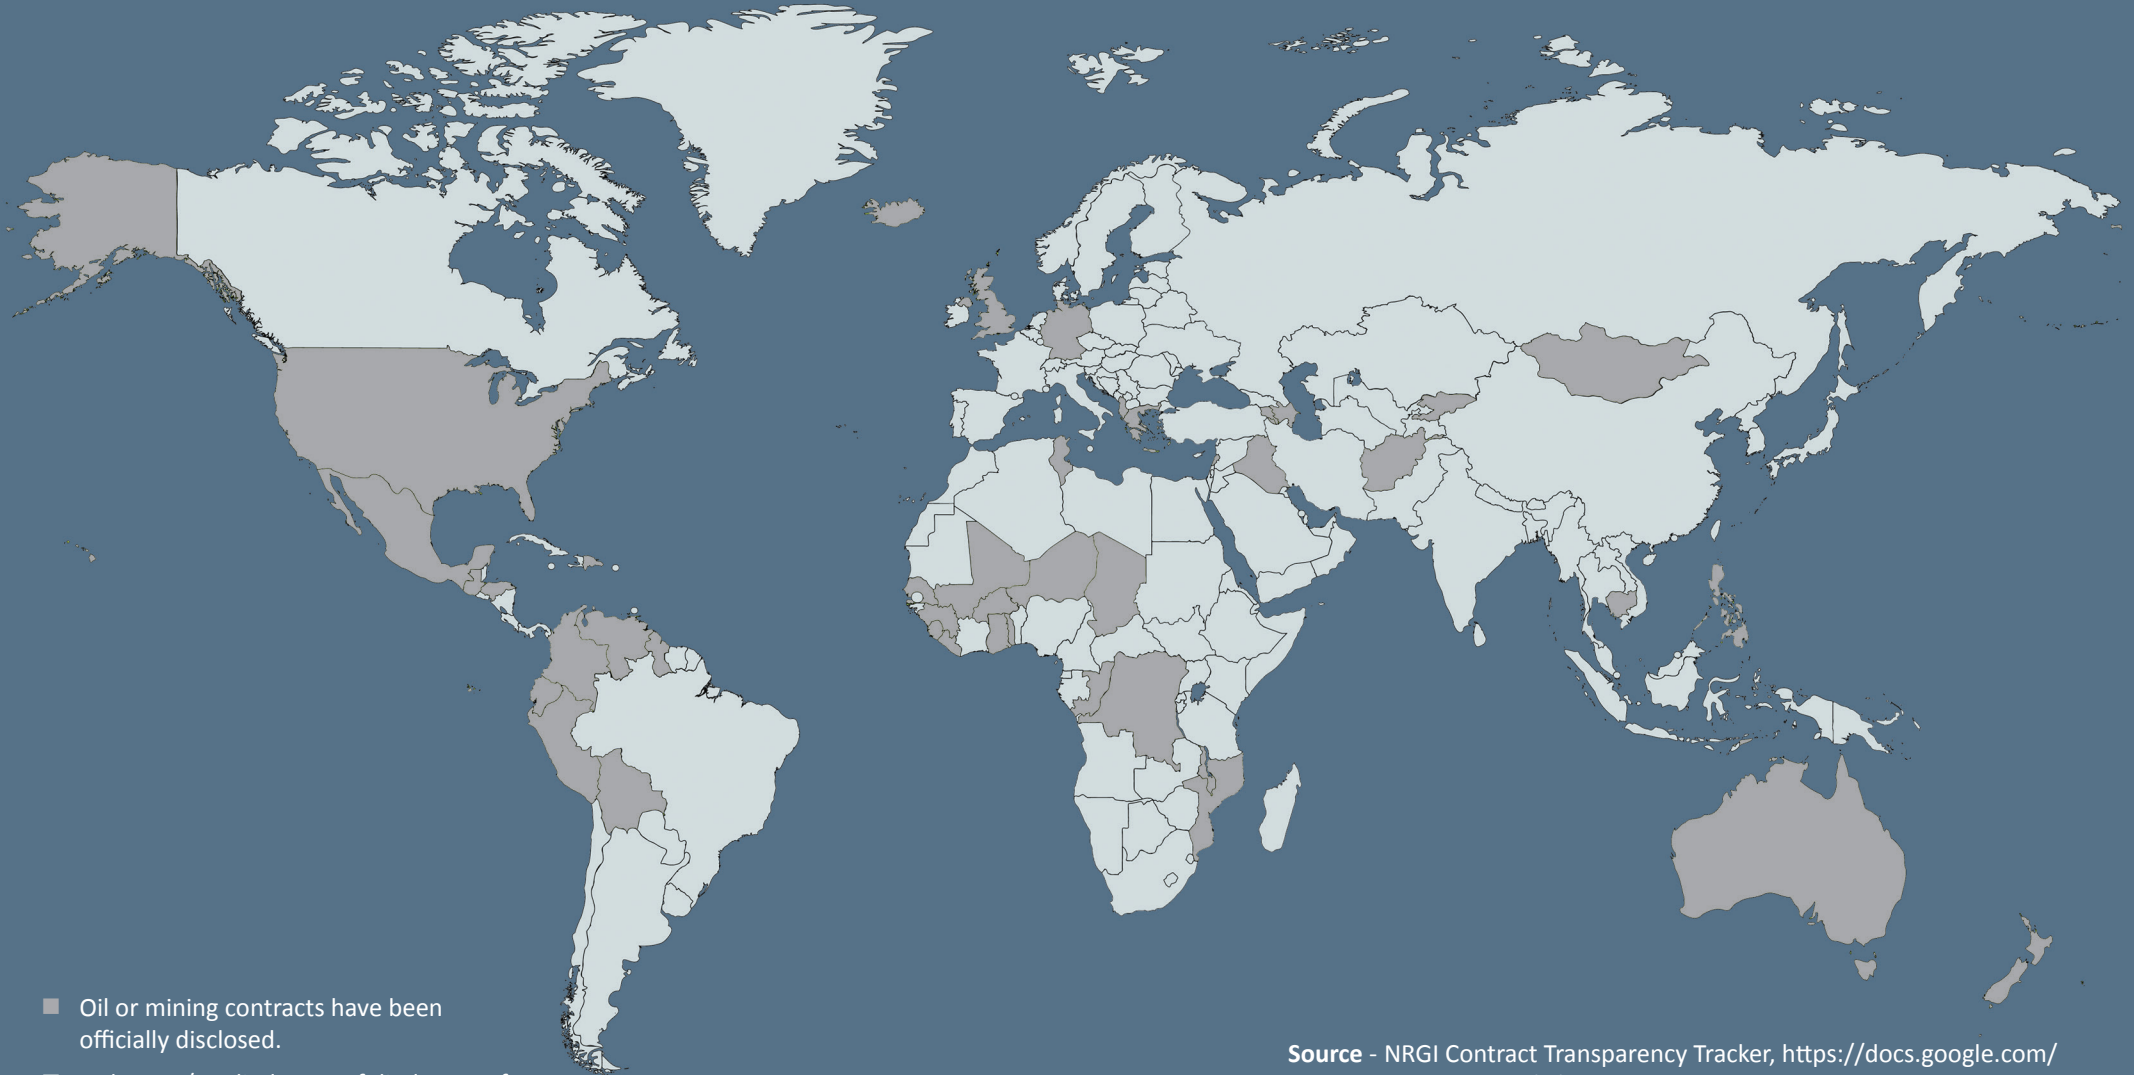 Oil or mining contracts have been
officially disclosed.
Source - NRGI Contract Transparency Tracker, https://docs.google.com/